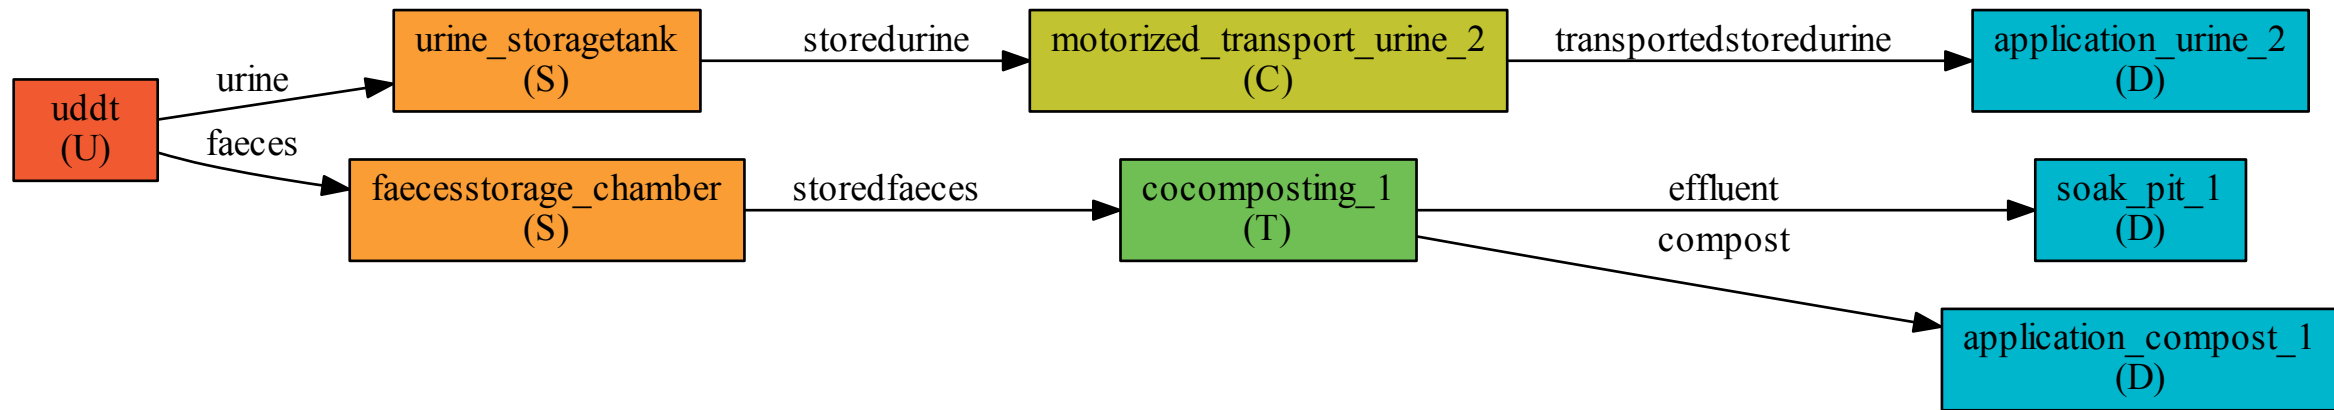 uddt
(U)
urine
faeces
urine_storagetank
(S)
faecesstorage_chamber
(S)
storedurine
storedfaeces
motorized_transport_urine_2
(C)
cocomposting_1
(T)
transportedstoredurine
effluent
compost
application_urine_2
(D)
soak_pit_1
(D)
application_compost_1
(D)